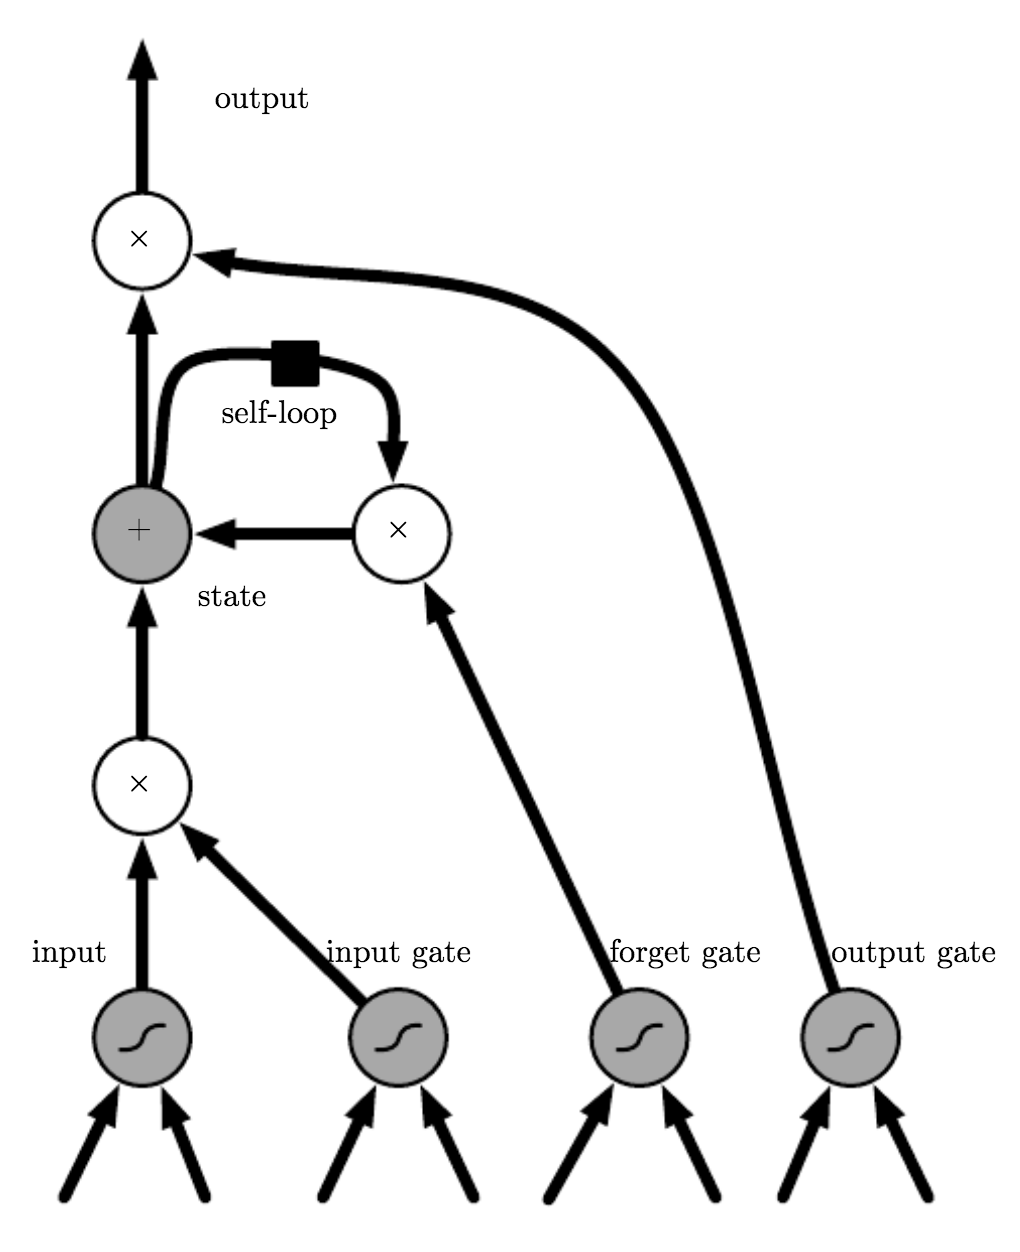 output
×
self-loop
+
×
state
×
input
input gate
forget gate
output gate